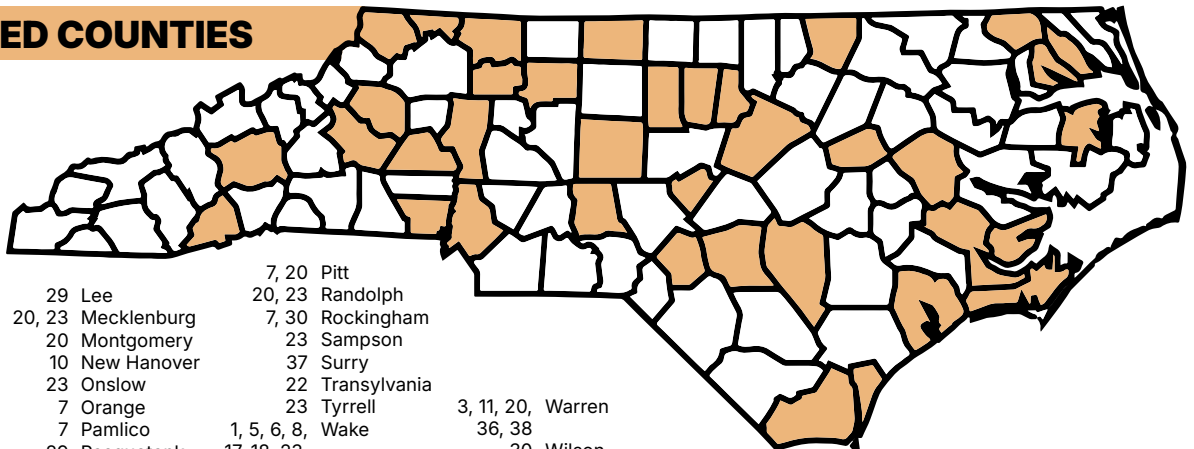 ED COUNTIES
29 Lee
20, 23 Mecklenburg
20 Montgomery
10 New Hanover
23 Onslow
7 Orange
7 Pamlico
7, 20 Pitt
20, 23 Randolph
7, 30 Rockingham
23 Sampson
37 Surry
22 Transylvania
23 Tyrrell
1, 5, 6, 8, Wake
3, 11, 20, Warren
36, 38